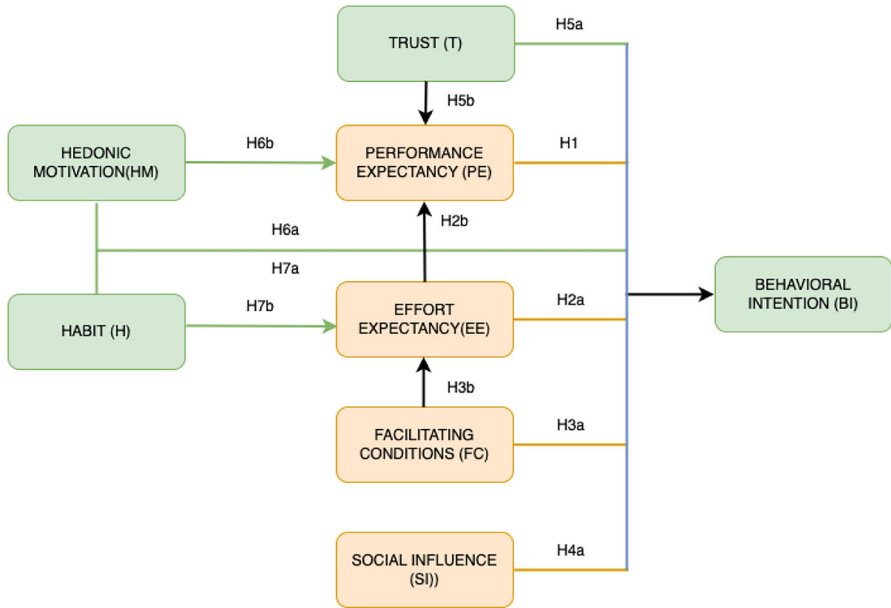 TRUST (T)
H5a
H5b
HEDONIC
MOTIVATION(HM)
H6b
PERFORMANCE
EXPECTANCY (PE)
H1
H2b
H6a
H7a
HABIT (H)
H7b
EFFORT
EXPECTANCY(EE)
H2a
BEHAVIORAL
INTENTION (BI)
H3b
FACILITATING
CONDITIONS (FC)
H3a
SOCIAL INFLUENCE
(SI))
H4a